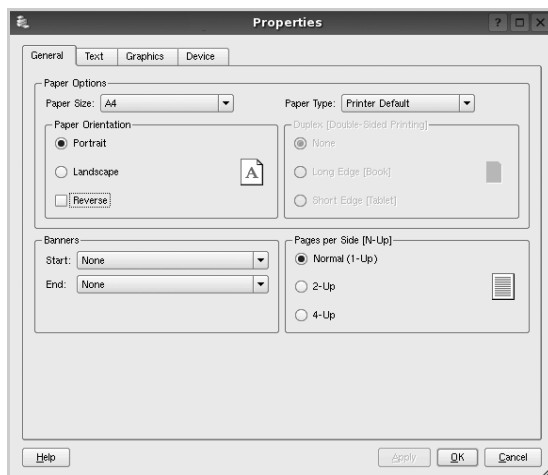 Properties
General Text Graphics Device
Paper Options
Paper Size: A4 Paper Type: Printer Default
Paper Orientation
Portrait
Landscape
Reverse
A
Duplex [Double-Sided Printing]
None
Long Edge [Book]
Short Edge [Tablet]
Banners
Start: None
End: None
Pages per Side [N-Up]
Normal (1-Up)
2-Up
4-Up
Help Apply OK Cancel